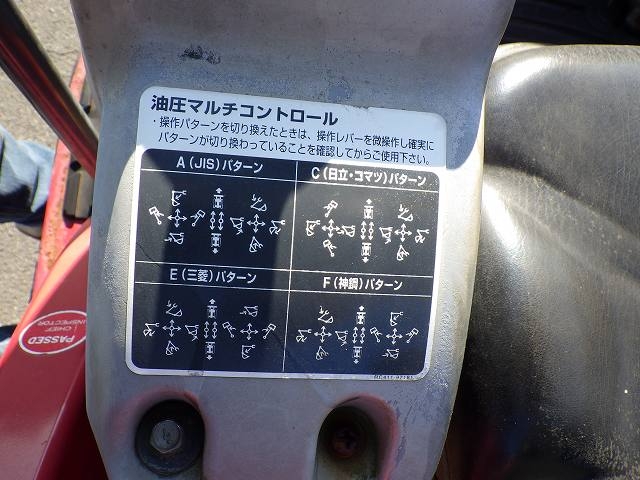 油圧マルチコントロール
・操作パターンを切り換えたときは、操作レバーを微操作し確実に
パターンが切り換わっていることを確認してからご使用下さい。
A(JIS)パターン
C(日立・コマツ)パターン
E(三菱)パターン
F(神鋼)パターン
PASSED
CHIEF
INSPECTOR